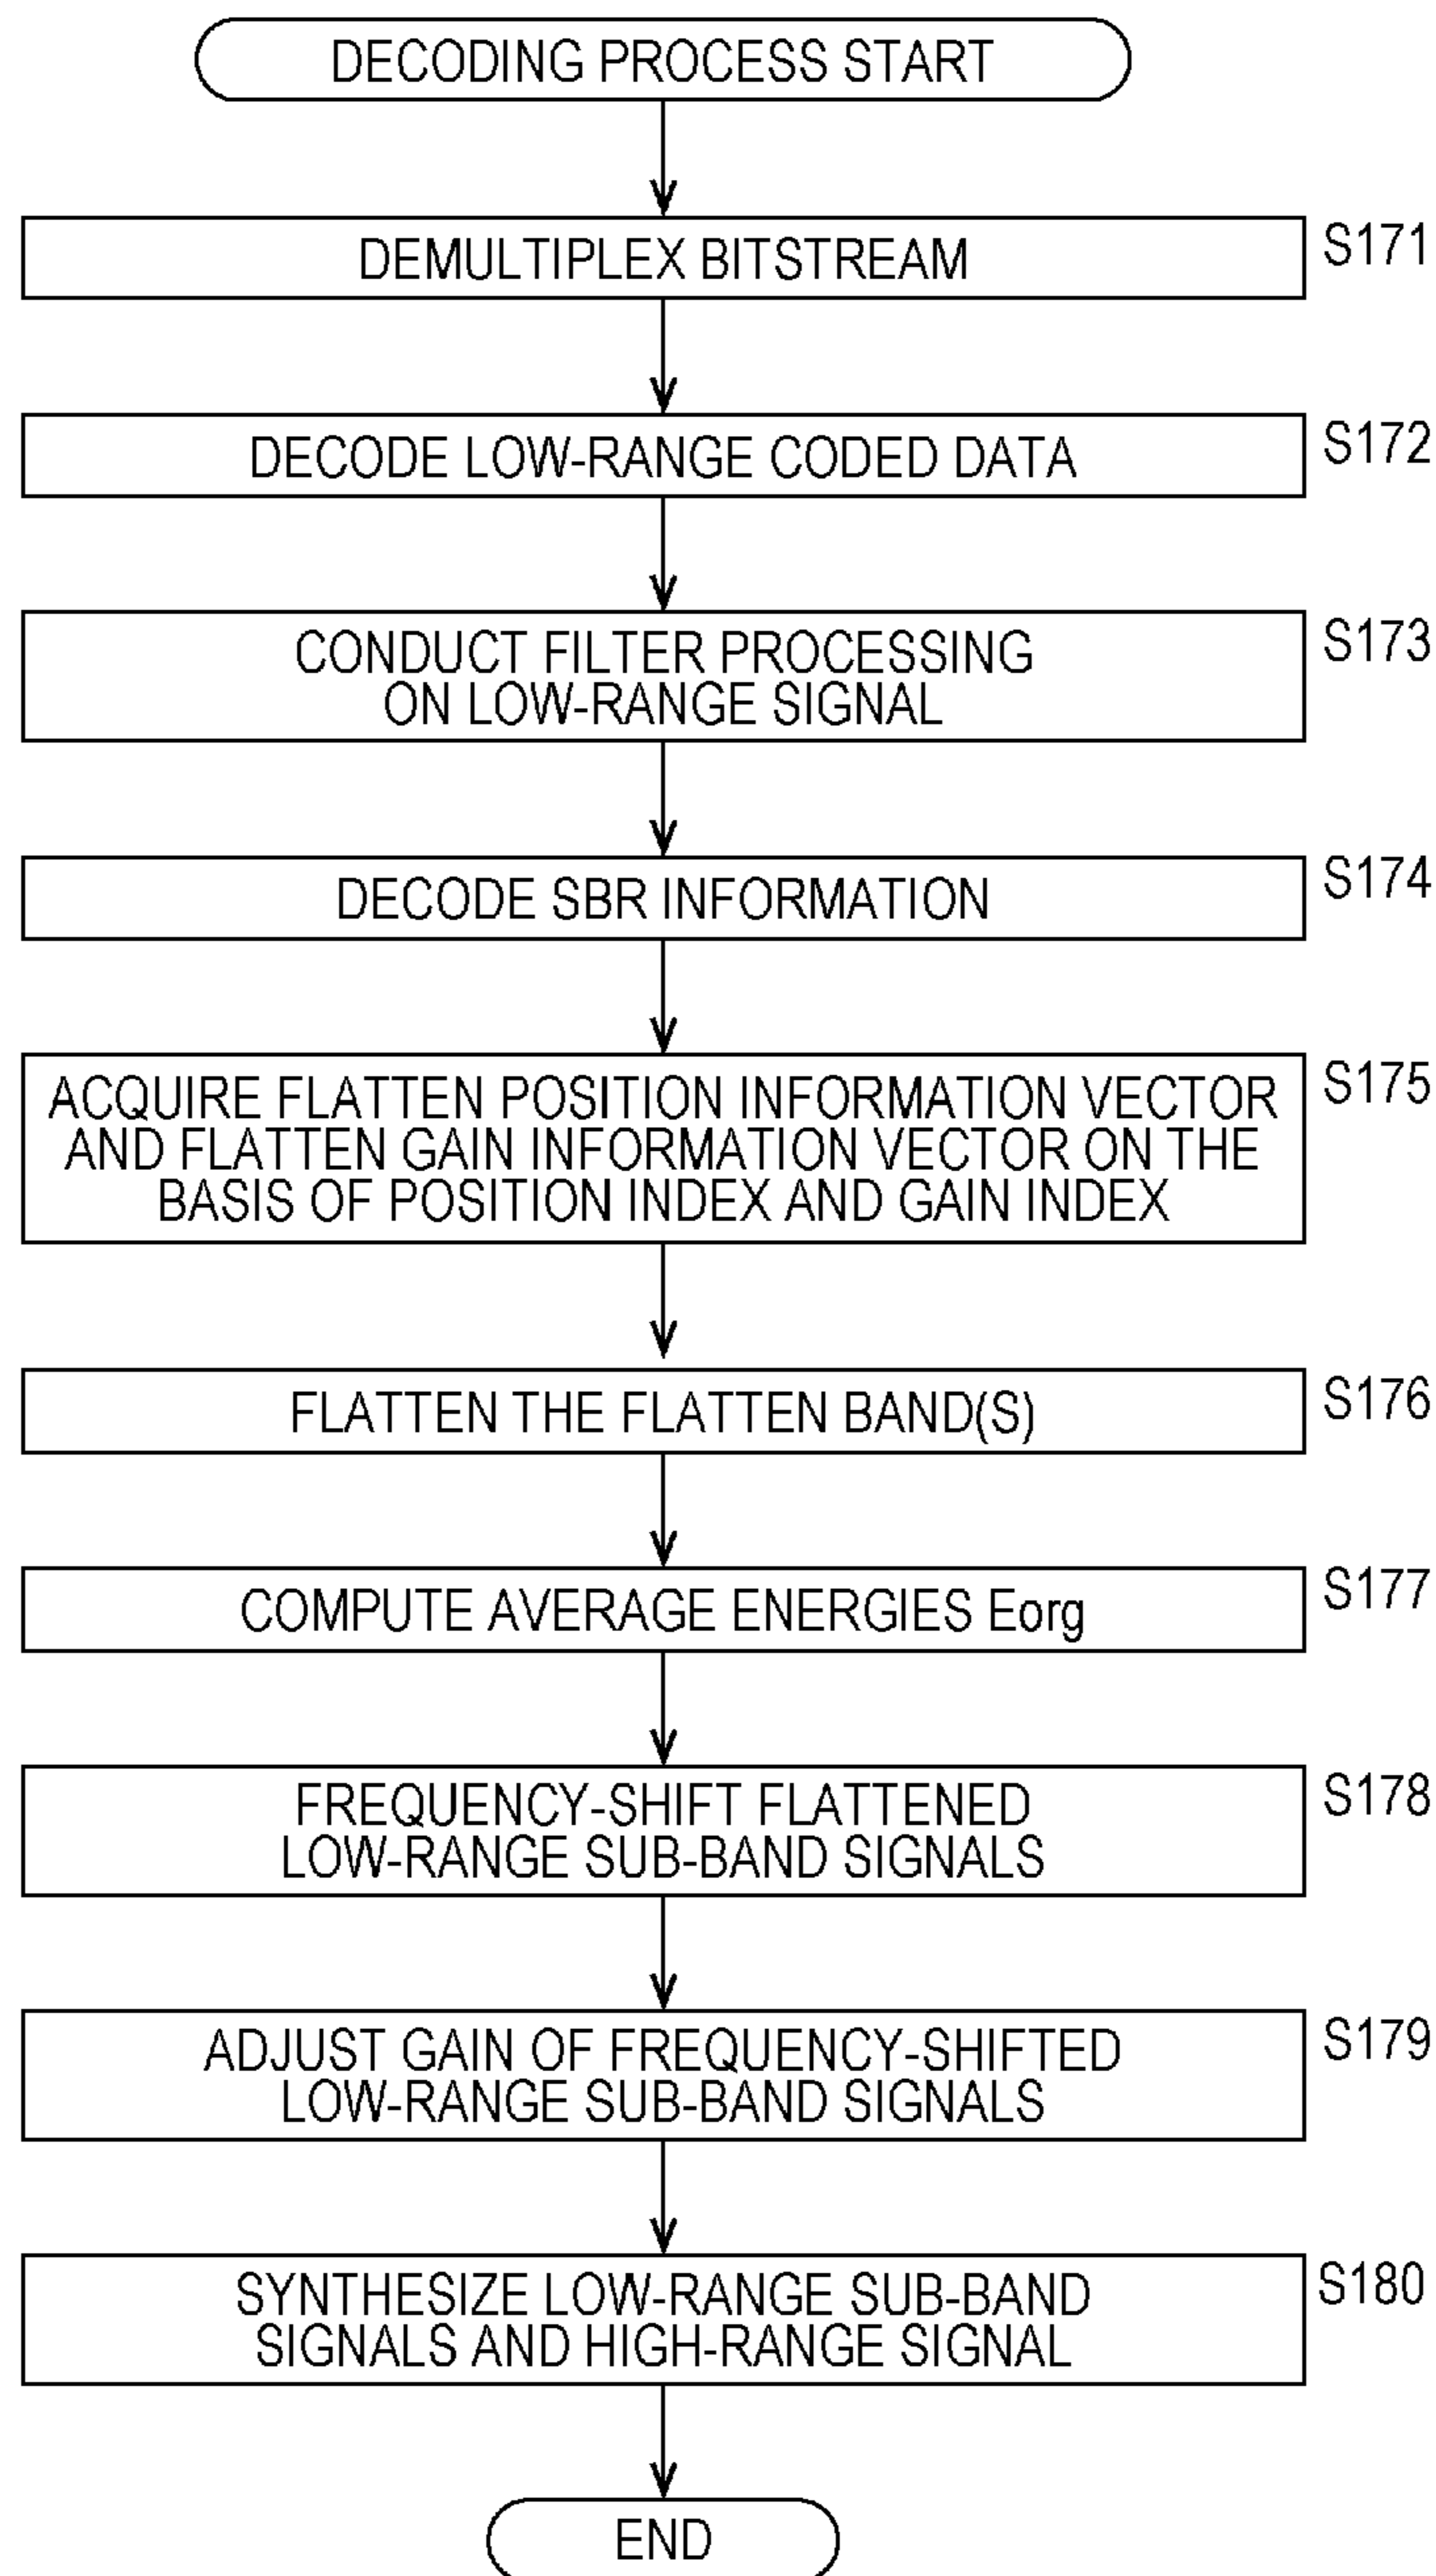 DECODING PROCESS START
DEMULTIPLEX BITSTREAM
S171
DECODE LOW-RANGE CODED DATA
S172
CONDUCT FILTER PROCESSING
ON LOW-RANGE SIGNAL
S173
DECODE SBR INFORMATION
S174
ACQUIRE FLATTEN POSITION INFORMATION VECTOR
AND FLATTEN GAIN INFORMATION VECTOR ON THE
BASIS OF POSITION INDEX AND GAIN INDEX
S175
FLATTEN THE FLATTEN BAND(S)
S176
COMPUTE AVERAGE ENERGIES Eorg
S177
FREQUENCY-SHIFT FLATTENED
LOW-RANGE SUB-BAND SIGNALS
S178
ADJUST GAIN OF FREQUENCY-SHIFTED
LOW-RANGE SUB-BAND SIGNALS
S179
SYNTHESIZE LOW-RANGE SUB-BAND
SIGNALS AND HIGH-RANGE SIGNAL
S180
END